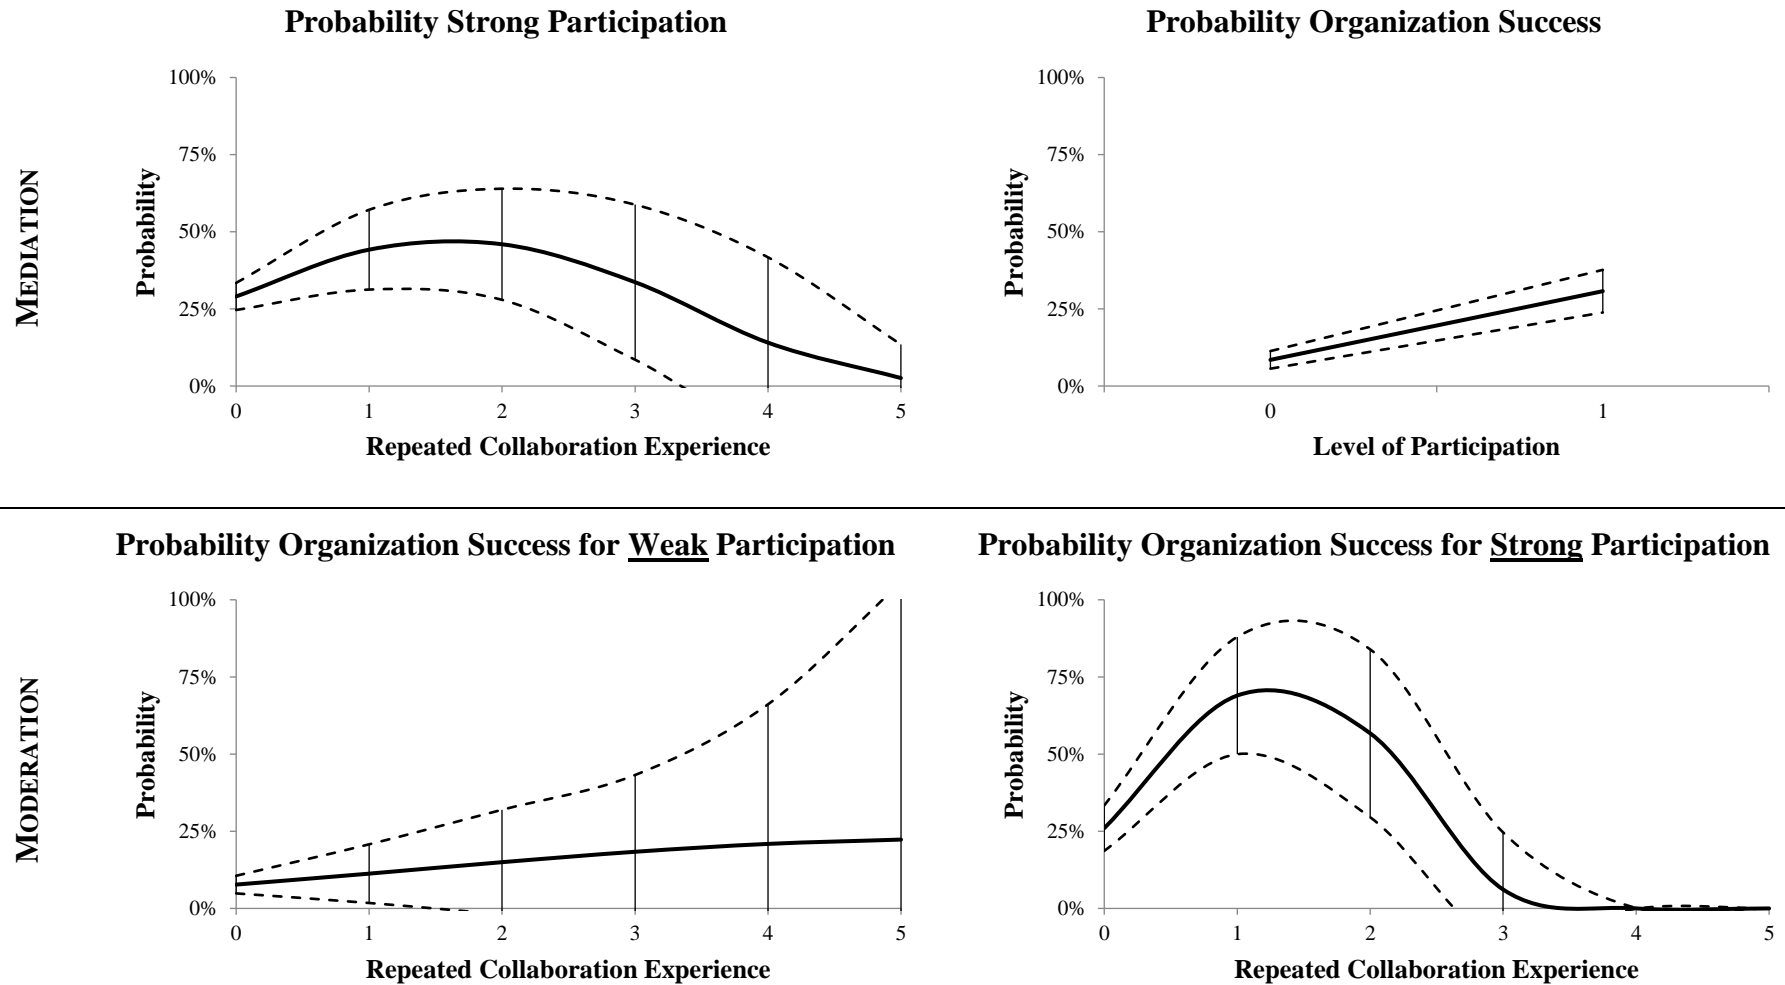 Probability Strong Participation
100%
75%
50%
25%
0%
Probability
0 1 2 3 4 5
Repeated Collaboration Experience
Probability Organization Success
100%
75%
50%
25%
0%
Probability
0 1
Level of Participation
MEDIATION
Probability Organization Success for Weak Participation
100%
75%
50%
25%
0%
Probability
0 1 2 3 4 5
Repeated Collaboration Experience
Probability Organization Success for Strong Participation
100%
75%
50%
25%
0%
Probability
0 1 2 3 4 5
Repeated Collaboration Experience
MODERATION